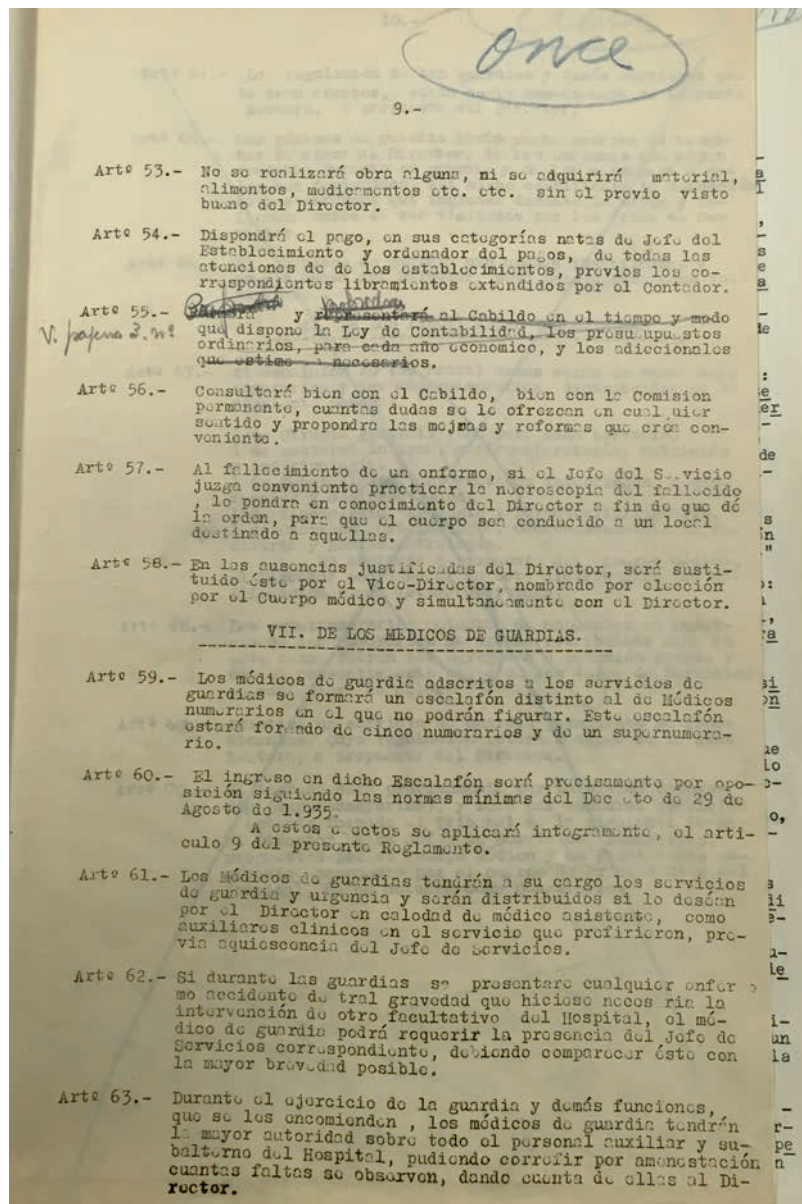 once
9.-
Artº 53.- No se realizará obra alguna, ni se adquirirá material,
alimentos, medicamentos etc. etc. sin el previo visto
bueno del Director.
Artº 54.- Dispondrá el pago, en sus categorías natas de Jefe del
Establecimiento y ordenador del pagos, de todas las
atenciones de de los establecimientos, previos los co-
rrespondientes libramientos extendidos por el Contador.
Artº 55.- y representará al Cabildo en el tiempo y modo
V. página 3. nº que dispone la Ley de Contabilidad, los presupuestos
ordinarios, para cada año economico, y los adiccionales
que estime necesarios.
Artº 56.- Consultará bien con el Cabildo, bien con la Comision
permanente, cuantas dudas se le ofrezcan en cualquier
sentido y propondra las mejoras y reformas que créa con-
veniente.
Artº 57.- Al fallecimiento de un enfermo, si el Jefe del Servicio
juzga conveniente practicar la necroscopia del fallecido
, lo pondra en conocimiento del Director a fin de que dé
la orden, para que el cuerpo sea conducido a un local
destinado a aquellas.
Artº 58.- En las ausencias justificadas del Director, será susti-
tuido éste por el Vice-Director, nombrado por elección
por el Cuerpo médico y simultaneamente con el Director.
VII. DE LOS MEDICOS DE GUARDIAS.
Artº 59.- Los médicos de guardia adscritos a los servicios de
guardias se formará un escalafón distinto al de Médicos
numerarios en el que no podrán figurar. Este escalafón
estará formado de cinco numerarios y de un supernumera-
rio.
Artº 60.- El ingreso en dicho Escalafón será precisamente por opo-
sición siguiendo las normas mínimas del Decreto de 29 de
Agosto de 1.935.
A estos efectos se aplicará integramente, el arti-
culo 9 del presente Reglamento.
Artº 61.- Los Médicos de guardias tendrán a su cargo los servicios
de guardia y urgencia y serán distribuidos si lo deséan
por el Director en calodad de médico asistente, como
auxiliares clinicos en el servicio que prefirieren, pre-
via aquiescencia del Jefe de Servicios.
Artº 62.- Si durante las guardias se presentare cualquier enfer
mo accidente de tral gravedad que hiciese necesaria la
intervención de otro facultativo del Hospital, el mé-
dico de guardia podrá requerir la presencia del Jefe de
Servicios correspondiente, debiendo comparecer éste con
la mayor brevedad posible.
Artº 63.- Durante el ejercicio de la guardia y demás funciones,
que se les encomienden , los médicos de guardia tendrán
la mayor autoridad sobre todo el personal auxiliar y su-
balterno del Hospital, pudiendo correfir por amonestación
cuantas faltas se observen, dando cuenta de ellas al Di-
rector.